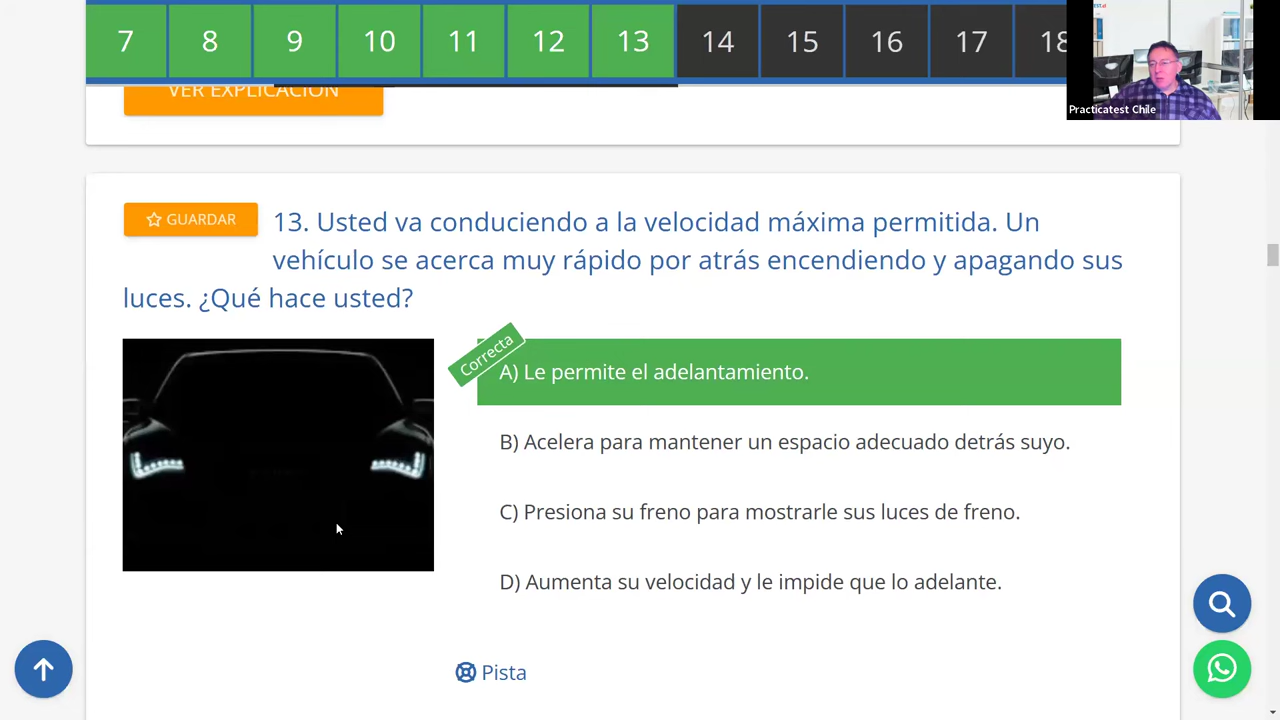 7 8 9 10 11 12 13 14 15 16 17 18
VER EXPLICACIÓN
Practicatest Chile
GUARDAR
13. Usted va conduciendo a la velocidad máxima permitida. Un
vehículo se acerca muy rápido por atrás encendiendo y apagando sus
luces. ¿Qué hace usted?
Correcta
A) Le permite el adelantamiento.
B) Acelera para mantener un espacio adecuado detrás suyo.
C) Presiona su freno para mostrarle sus luces de freno.
D) Aumenta su velocidad y le impide que lo adelante.
Pista